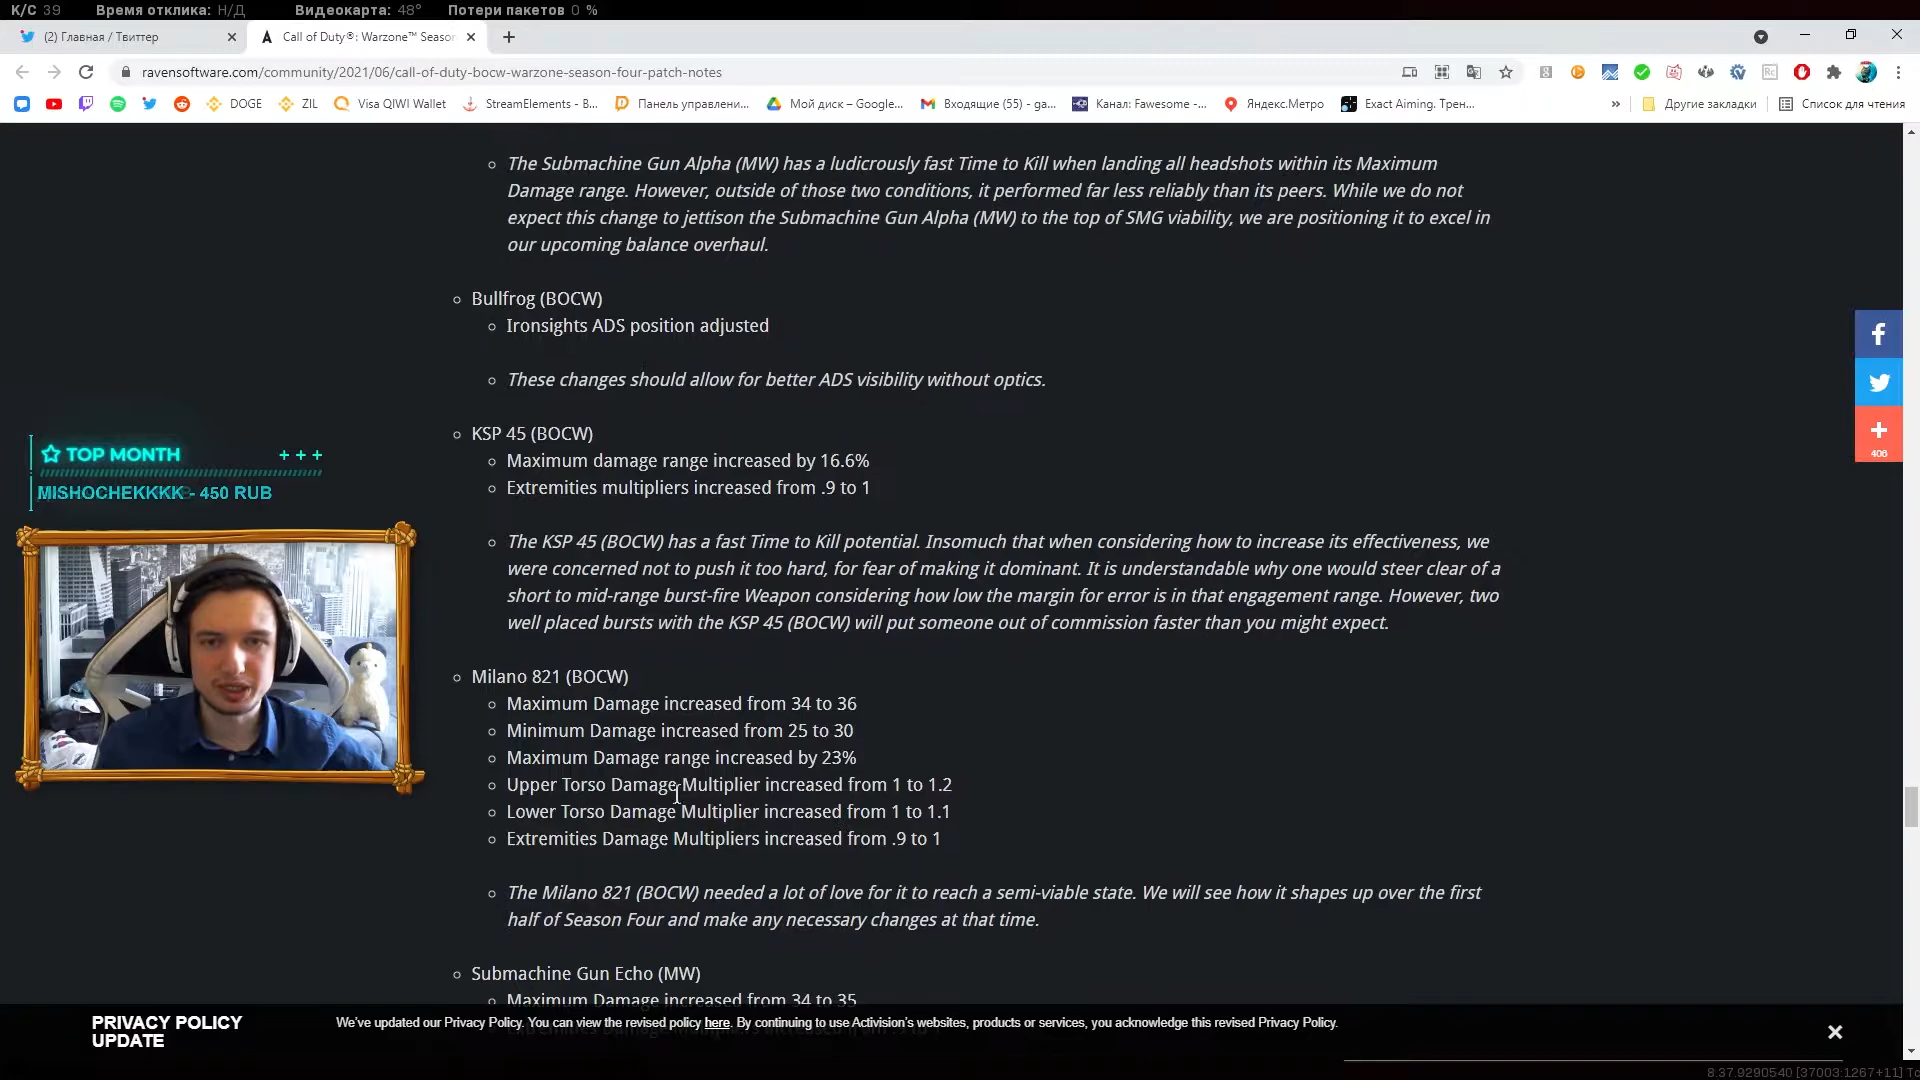 К/С 39 Время отклика: Н/Д Видеокарта: 48° Потери пакетов 0 %
(2) Главная / Твиттер
Call of Duty®: Warzone™ Season
ravensoftware.com/community/2021/06/call-of-duty-bocw-warzone-season-four-patch-notes
DOGE ZIL Visa QIWI Wallet StreamElements - B... Панель управлени... Мой диск – Google... Входящие (55) - ga... Канал: Fawesome -... Яндекс.Метро Exact Aiming. Трен... » Другие закладки Список для чтения
The Submachine Gun Alpha (MW) has a ludicrously fast Time to Kill when landing all headshots within its Maximum
Damage range. However, outside of those two conditions, it performed far less reliably than its peers. While we do not
expect this change to jettison the Submachine Gun Alpha (MW) to the top of SMG viability, we are positioning it to excel in
our upcoming balance overhaul.
Bullfrog (BOCW)
Ironsights ADS position adjusted
These changes should allow for better ADS visibility without optics.
KSP 45 (BOCW)
Maximum damage range increased by 16.6%
Extremities multipliers increased from .9 to 1
The KSP 45 (BOCW) has a fast Time to Kill potential. Insomuch that when considering how to increase its effectiveness, we
were concerned not to push it too hard, for fear of making it dominant. It is understandable why one would steer clear of a
short to mid-range burst-fire Weapon considering how low the margin for error is in that engagement range. However, two
well placed bursts with the KSP 45 (BOCW) will put someone out of commission faster than you might expect.
Milano 821 (BOCW)
Maximum Damage increased from 34 to 36
Minimum Damage increased from 25 to 30
Maximum Damage range increased by 23%
Upper Torso Damage Multiplier increased from 1 to 1.2
Lower Torso Damage Multiplier increased from 1 to 1.1
Extremities Damage Multipliers increased from .9 to 1
The Milano 821 (BOCW) needed a lot of love for it to reach a semi-viable state. We will see how it shapes up over the first
half of Season Four and make any necessary changes at that time.
Submachine Gun Echo (MW)
Maximum Damage increased from 34 to 35
TOP MONTH + + +
MISHOCHEKKKK - 450 RUB
406
PRIVACY POLICY
UPDATE
We've updated our Privacy Policy. You can view the revised policy here. By continuing to use Activision's websites, products or services, you acknowledge this revised Privacy Policy.
8.37.9290540 [37003:1267+11] Tc